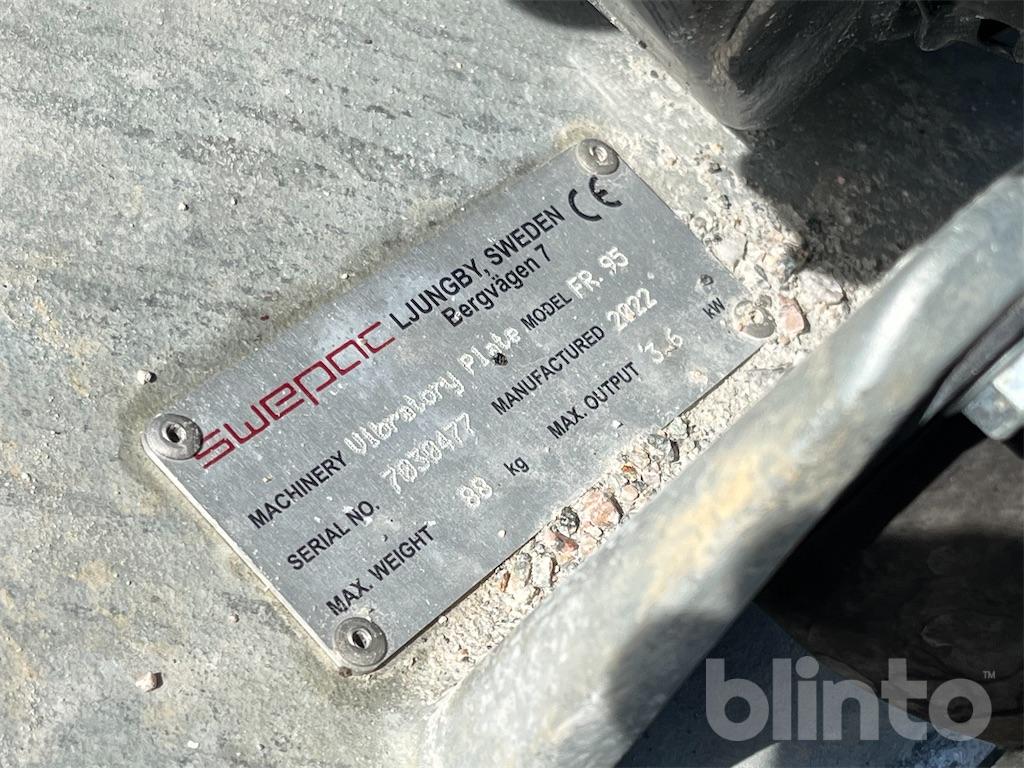 swepac LJUNGBY, SWEDEN CE
Bergvägen 7
MACHINERY Vibratory Plate MODEL FR. 95
SERIAL NO. 7030477 MANUFACTURED 2022
MAX. WEIGHT 88 kg MAX. OUTPUT 3.6 kW
blinto™